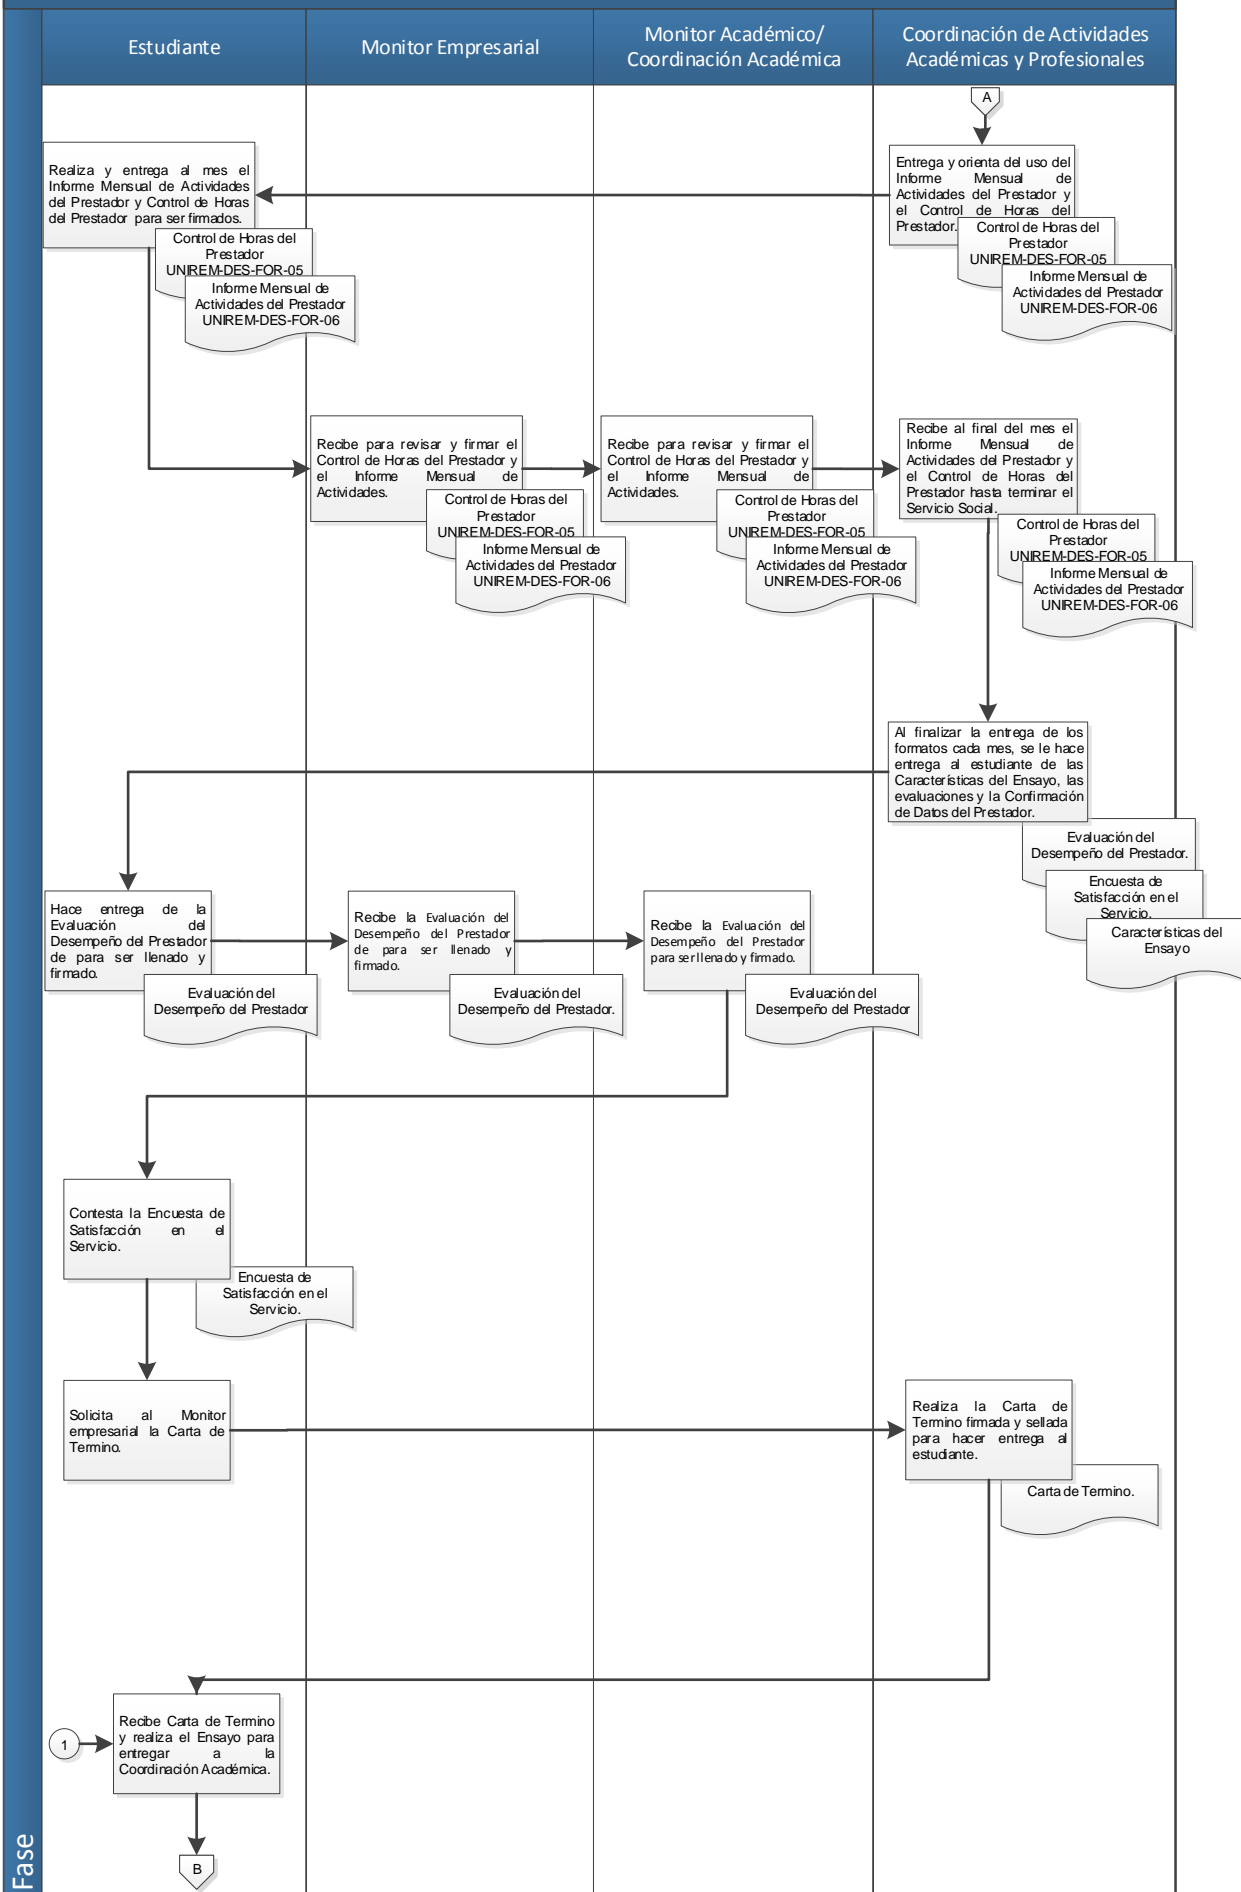 Estudiante
Monitor Empresarial
Monitor Académico/
Coordinación Académica
Coordinación de Actividades
Académicas y Profesionales
A
Entrega y orienta del uso del
Informe Mensual de
Actividades del Prestador y
el Control de Horas del
Prestador.
Control de Horas del
Prestador
UNIREM-DES-FOR-05
Informe Mensual de
Actividades del Prestador
UNIREM-DES-FOR-06
Realiza y entrega al mes el
Informe Mensual de Actividades
del Prestador y Control de Horas
del Prestador para ser firmados.
Control de Horas del
Prestador
UNIREM-DES-FOR-05
Informe Mensual de
Actividades del Prestador
UNIREM-DES-FOR-06
Recibe para revisar y firmar el
Control de Horas del Prestador y
el Informe Mensual de
Actividades.
Control de Horas del
Prestador
UNIREM-DES-FOR-05
Informe Mensual de
Actividades del Prestador
UNIREM-DES-FOR-06
Recibe para revisar y firmar el
Control de Horas del Prestador y
el Informe Mensual de
Actividades.
Control de Horas del
Prestador
UNIREM-DES-FOR-05
Informe Mensual de
Actividades del Prestador
UNIREM-DES-FOR-06
Recibe al final del mes el
Informe Mensual de
Actividades del Prestador y
el Control de Horas del
Prestador hasta terminar el
Servicio Social.
Control de Horas del
Prestador
UNIREM-DES-FOR-05
Informe Mensual de
Actividades del Prestador
UNIREM-DES-FOR-06
Al finalizar la entrega de los
formatos cada mes, se le hace
entrega al estudiante de las
Características del Ensayo, las
evaluaciones y la Confirmación
de Datos del Prestador.
Evaluación del
Desempeño del Prestador.
Encuesta de
Satisfacción en el
Servicio.
Características del
Ensayo
Hace entrega de la
Evaluación del
Desempeño del Prestador
de para ser llenado y
firmado.
Evaluación del
Desempeño del Prestador
Recibe la Evaluación del
Desempeño del Prestador
de para ser llenado y
firmado.
Evaluación del
Desempeño del Prestador.
Recibe la Evaluación del
Desempeño del Prestador
para ser llenado y firmado.
Evaluación del
Desempeño del Prestador
Contesta la Encuesta de
Satisfacción en el
Servicio.
Encuesta de
Satisfacción en el
Servicio.
Solicita al Monitor
empresarial la Carta de
Termino.
Realiza la Carta de
Termino firmada y sellada
para hacer entrega al
estudiante.
Carta de Termino.
1
Recibe Carta de Termino
y realiza el Ensayo para
entregar a la
Coordinación Académica.
B
Fase